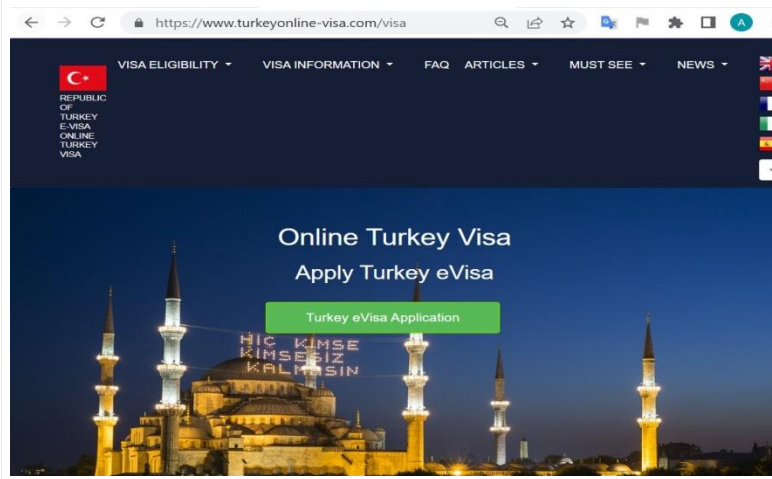 https://www.turkeyonline-visa.com/visa
A
VISA ELIGIBILITY
VISA INFORMATION
FAQ
ARTICLES
MUST SEE
NEWS
REPUBLIC
OF
TURKEY
E-VISA
ONLINE
TURKEY
VISA
Online Turkey Visa
Apply Turkey eVisa
Turkey eVisa Application
HİÇ KİMSE
KİMSESİZ
KALMASIN